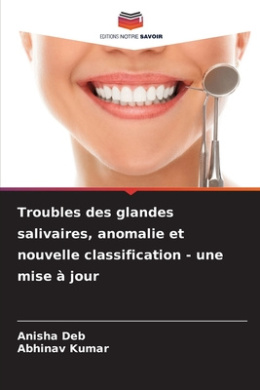 EDITIONS NOTRE SAVOIR
Troubles des glandes
salivaires, anomalie et
nouvelle classification - une
mise à jour
Anisha Deb
Abhinav Kumar